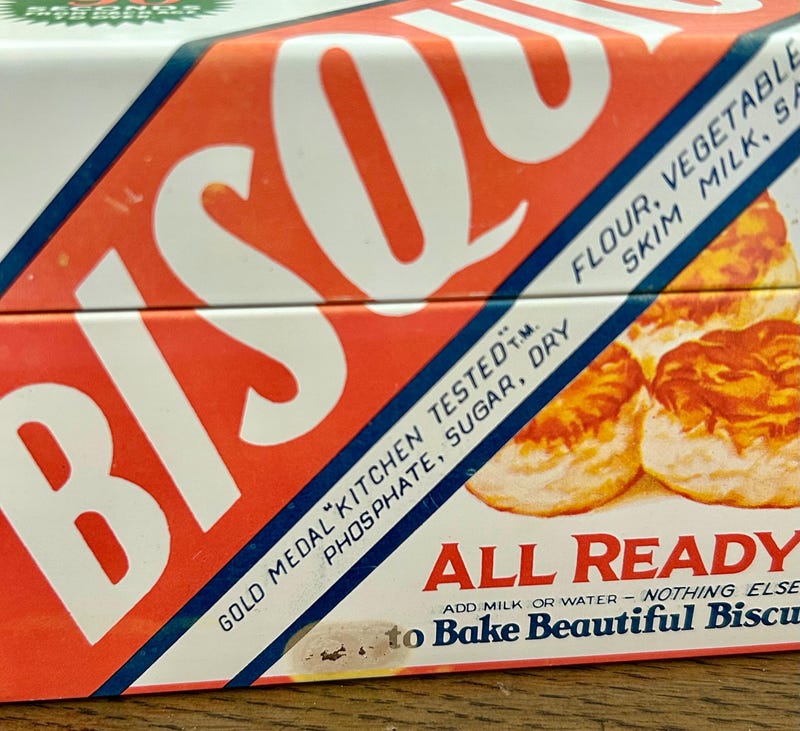 SECONDS
BISQU
GOLD MEDAL "KITCHEN TESTED" T.M. FLOUR, VEGETABLE
PHOSPHATE, SUGAR, DRY SKIM MILK, SA
ALL READY
ADD MILK OR WATER – NOTHING ELSE
to Bake Beautiful Biscu